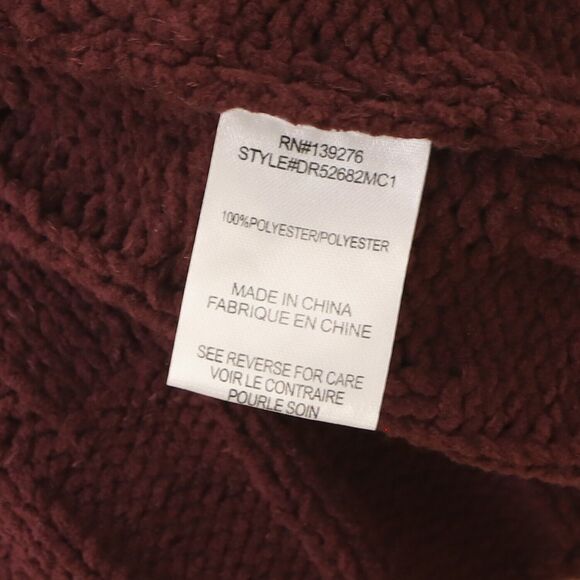 RN#139276
STYLE#DR52682MC1
100%POLYESTER/POLYESTER
MADE IN CHINA
FABRIQUE EN CHINE
SEE REVERSE FOR CARE
VOIR LE CONTRAIRE
POURLE SOIN